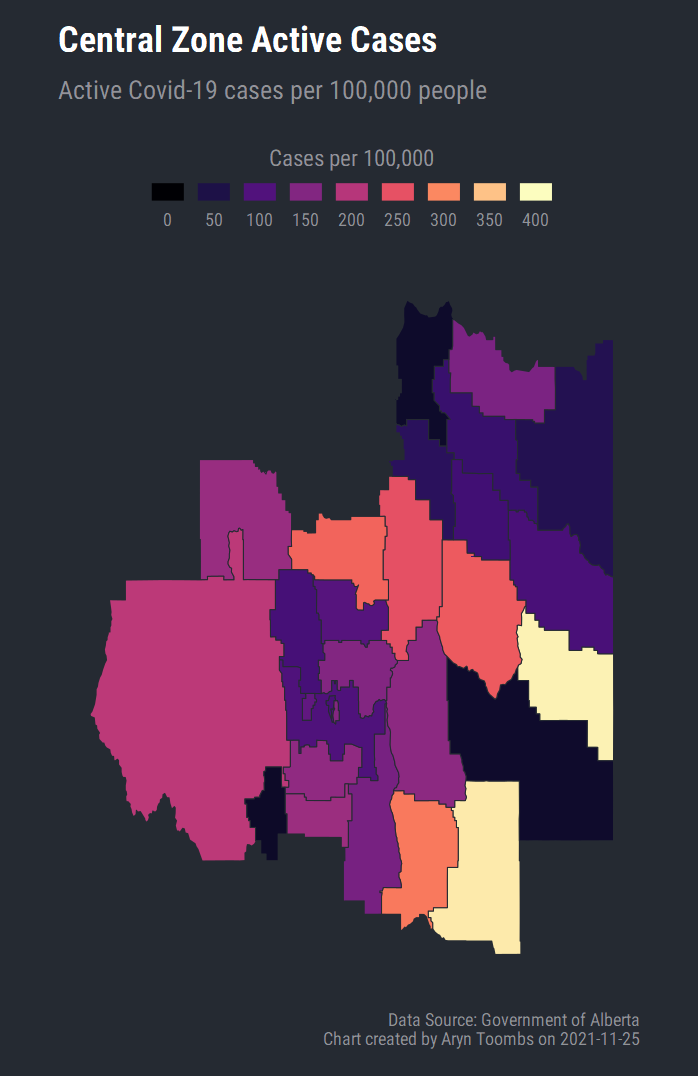 Central Zone Active Cases
Active Covid-19 cases per 100,000 people
Cases per 100,000
0 50 100 150 200 250 300 350 400
Data Source: Government of Alberta
Chart created by Aryn Toombs on 2021-11-25